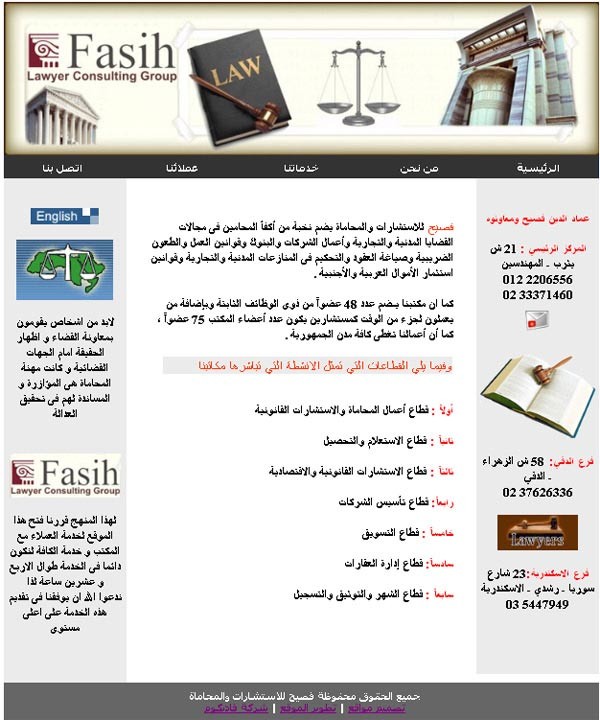 Fasih
Lawyer Consulting Group
LAW
الرئيسية
من نحن
خدماتنا
عملائنا
اتصل بنا
عماد الدين فصيح ومعاونوه
المركز الرئيسي : 21 ش
يثرب - المهندسين
012 2206556
02 33371460
فرع الدقي: 58 ش الزهراء
- الدقي
02 37626336
Lawyers
فرع الاسكندرية: 23 شارع
سوريا - رشدي - الاسكندرية
03 5447949
فصيح للاستشارات والمحاماة يضم نخبة من أكفأ المحامين فى مجالات
القضايا المدنية والتجارية وأعمال الشركات والبنوك وقوانين العمل والطعون
الضريبية وصياغة العقود والتحكيم فى المنازعات المدنية والتجارية وقوانين
استثمار الأموال العربية والأجنبية .
كما ان مكتبنا يضم عدد 48 عضواً من ذوي الوظائف الثابتة وبإضافة من
يعملون لجزء من الوقت كمستشارين يكون عدد أعضاء المكتب 75 عضواً ،
كما أن أعمالنا تغطى كافة مدن الجمهورية .
وفيما يلي القطاعات التي تمثل الانشطة التي تباشرها مكاتبنا
أولاً : قطاع أعمال المحاماة والاستشارات القانونية
ثانياً : قطاع الاستعلام والتحصيل
ثالثاً : قطاع الاستشارات القانونية والاقتصادية
رابعاً: قطاع تأسيس الشركات
خامساً : قطاع التسويق
سادساً: قطاع إدارة العقارات
سابعاً : قطاع الشهر والتوثيق والتسجيل
English
لابد من اشخاص يقومون
بمعاونة القضاء و اظهار
الحقيقة امام الجهات
القضائية و كانت مهنة
المحاماة هى المؤازرة و
المساندة لهم فى تحقيق
العدالة
Fasih
Lawyer Consulting Group
لهذا المنهج قررنا فتح هذا
الموقع لخدمة العملاء مع
المكتب و خدمة الكافة لنكون
دائما فى الخدمة طوال الاربع
و عشرين ساعة لذا
ندعوا الله ان يوفقنا فى تقديم
هذه الخدمة على اعلى
مستوى
جميع الحقوق محفوظة فصيح للاستشارات والمحاماة
تصميم مواقع | تطوير الموقع | شركة فاديكوم